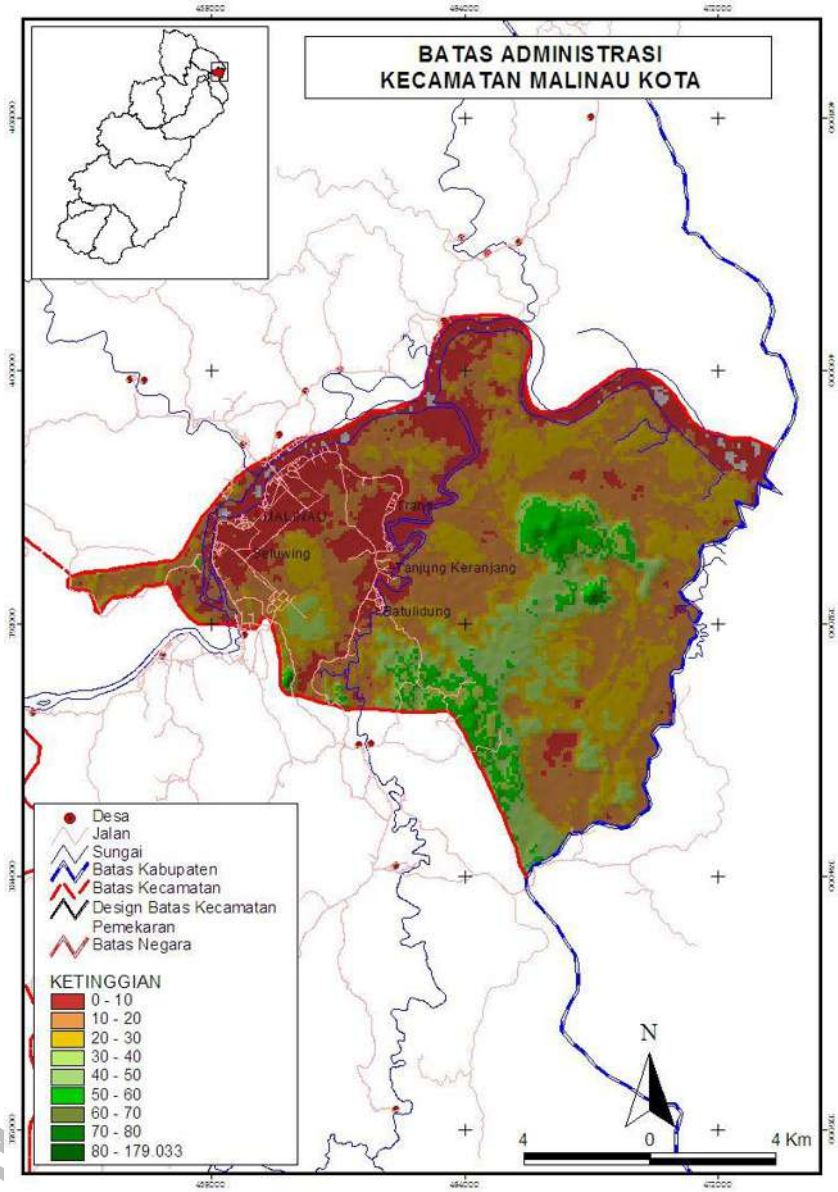 BATAS ADMINISTRASI
KECAMATAN MALINAU KOTA
MALINAU
Seluwing
Tanjung Keranjang
Batulidung
Desa
Jalan
Sungai
Batas Kabupaten
Batas Kecamatan
Design Batas Kecamatan
Pemekaran
Batas Negara
KETINGGIAN
0 - 10
10 - 20
20 - 30
30 - 40
40 - 50
50 - 60
60 - 70
70 - 80
80 - 179.033
N
4 0 4 Km